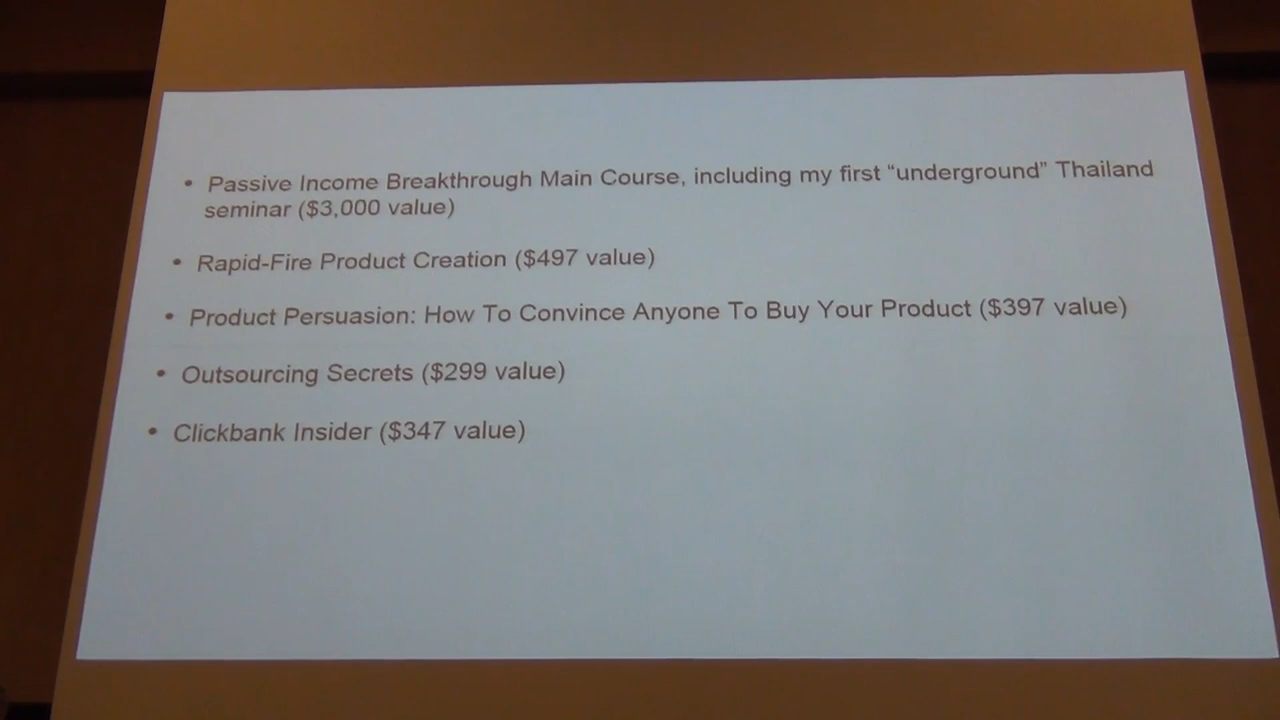 • Passive Income Breakthrough Main Course, including my first “underground” Thailand
seminar ($3,000 value)
• Rapid-Fire Product Creation ($497 value)
• Product Persuasion: How To Convince Anyone To Buy Your Product ($397 value)
• Outsourcing Secrets ($299 value)
• Clickbank Insider ($347 value)